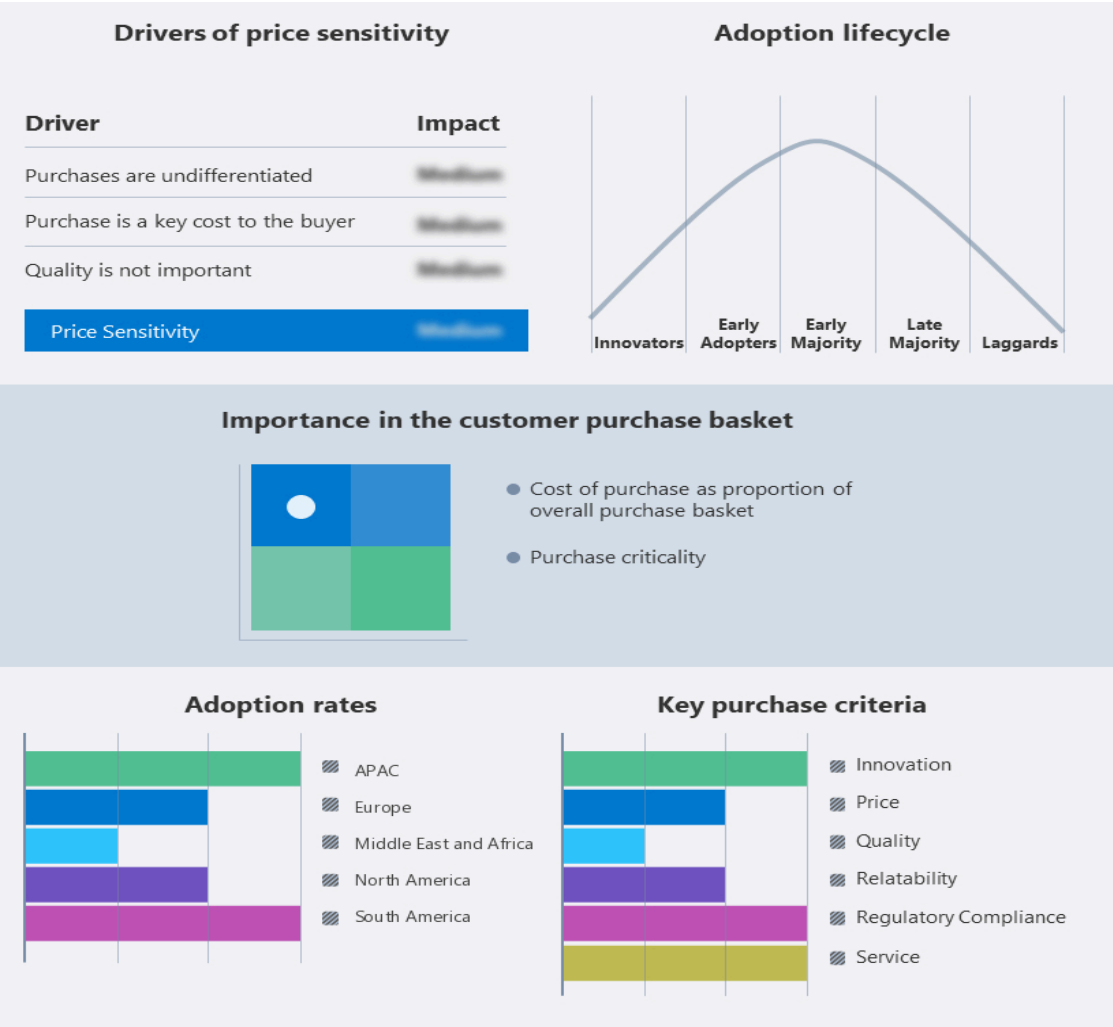 Drivers of price sensitivity
Driver Impact
Purchases are undifferentiated
Purchase is a key cost to the buyer
Quality is not important
Price Sensitivity
Adoption lifecycle
Innovators
Early Adopters
Early Majority
Late Majority
Laggards
Importance in the customer purchase basket
Cost of purchase as proportion of
overall purchase basket
Purchase criticality
Adoption rates
APAC
Europe
Middle East and Africa
North America
South America
Key purchase criteria
Innovation
Price
Quality
Relatability
Regulatory Compliance
Service